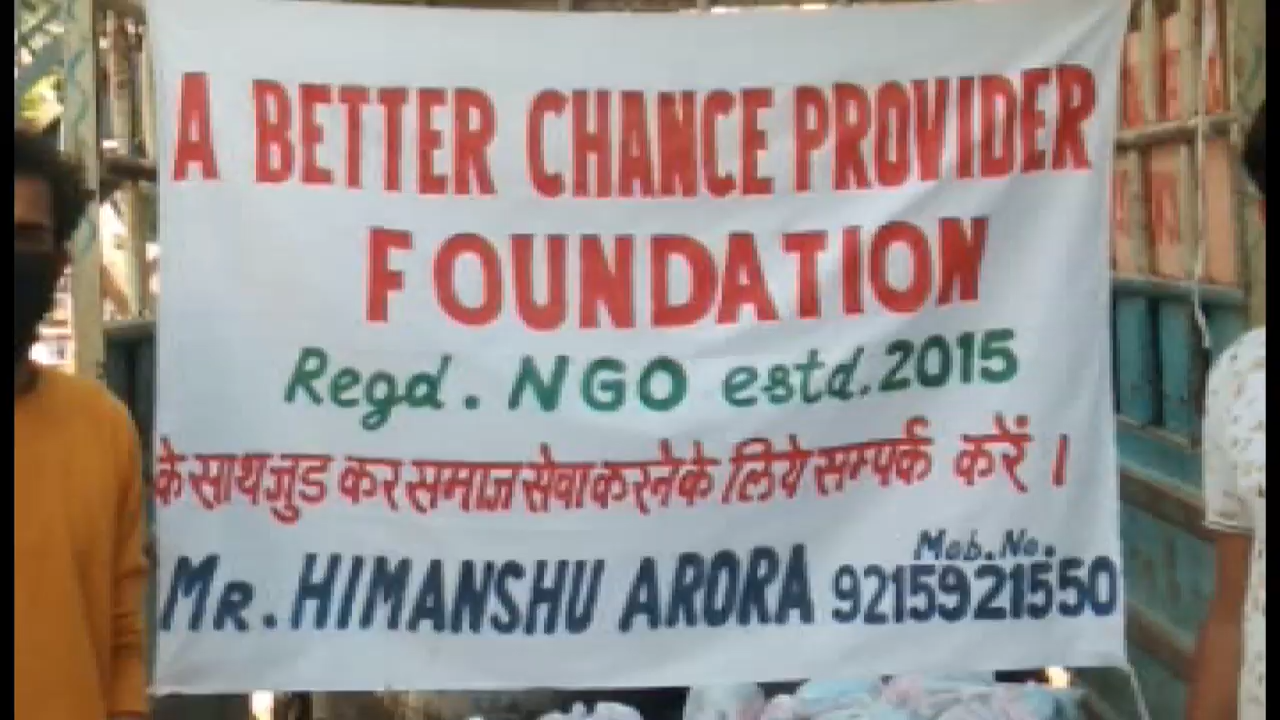 A BETTER CHANCE PROVIDER
FOUNDATION
Regd. NGO estd. 2015
के साथ जुड कर समाज सेवा करने के लिये सम्पर्क करें ।
Mob. No.
MR. HIMANSHU ARORA 9215921550